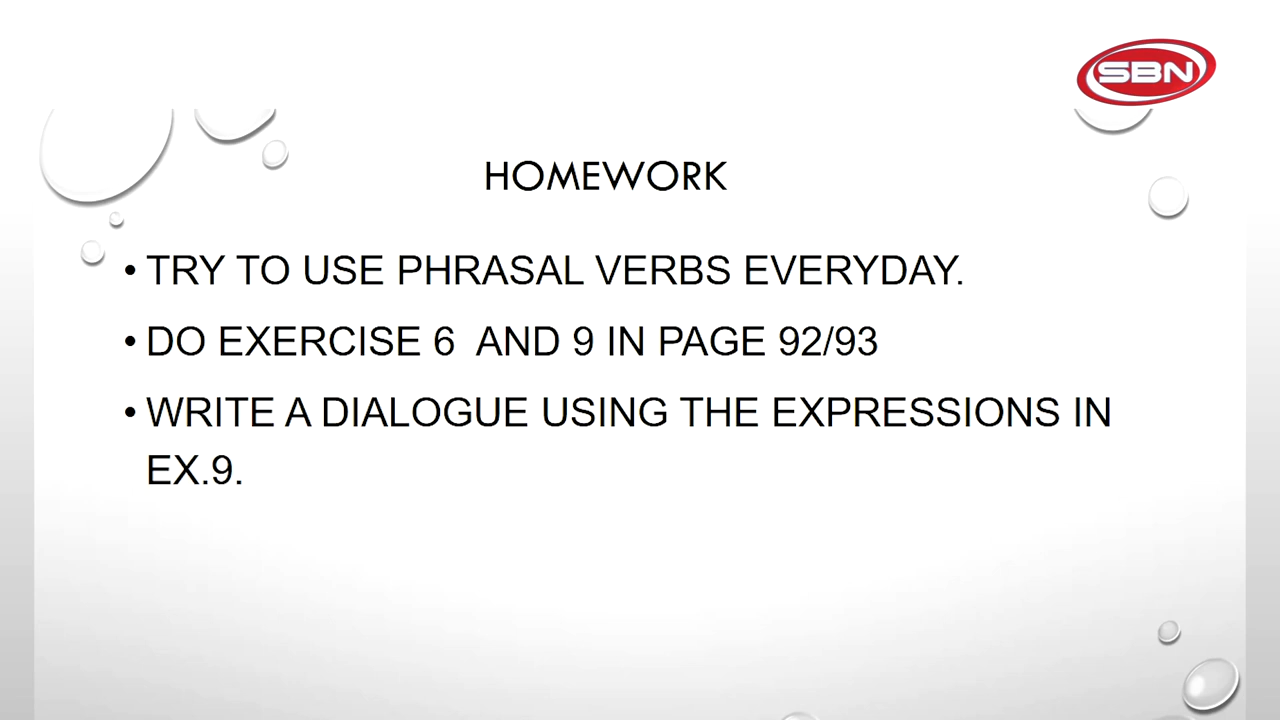 SBN
HOMEWORK
• TRY TO USE PHRASAL VERBS EVERYDAY.
• DO EXERCISE 6  AND 9 IN PAGE 92/93
• WRITE A DIALOGUE USING THE EXPRESSIONS IN
EX.9.